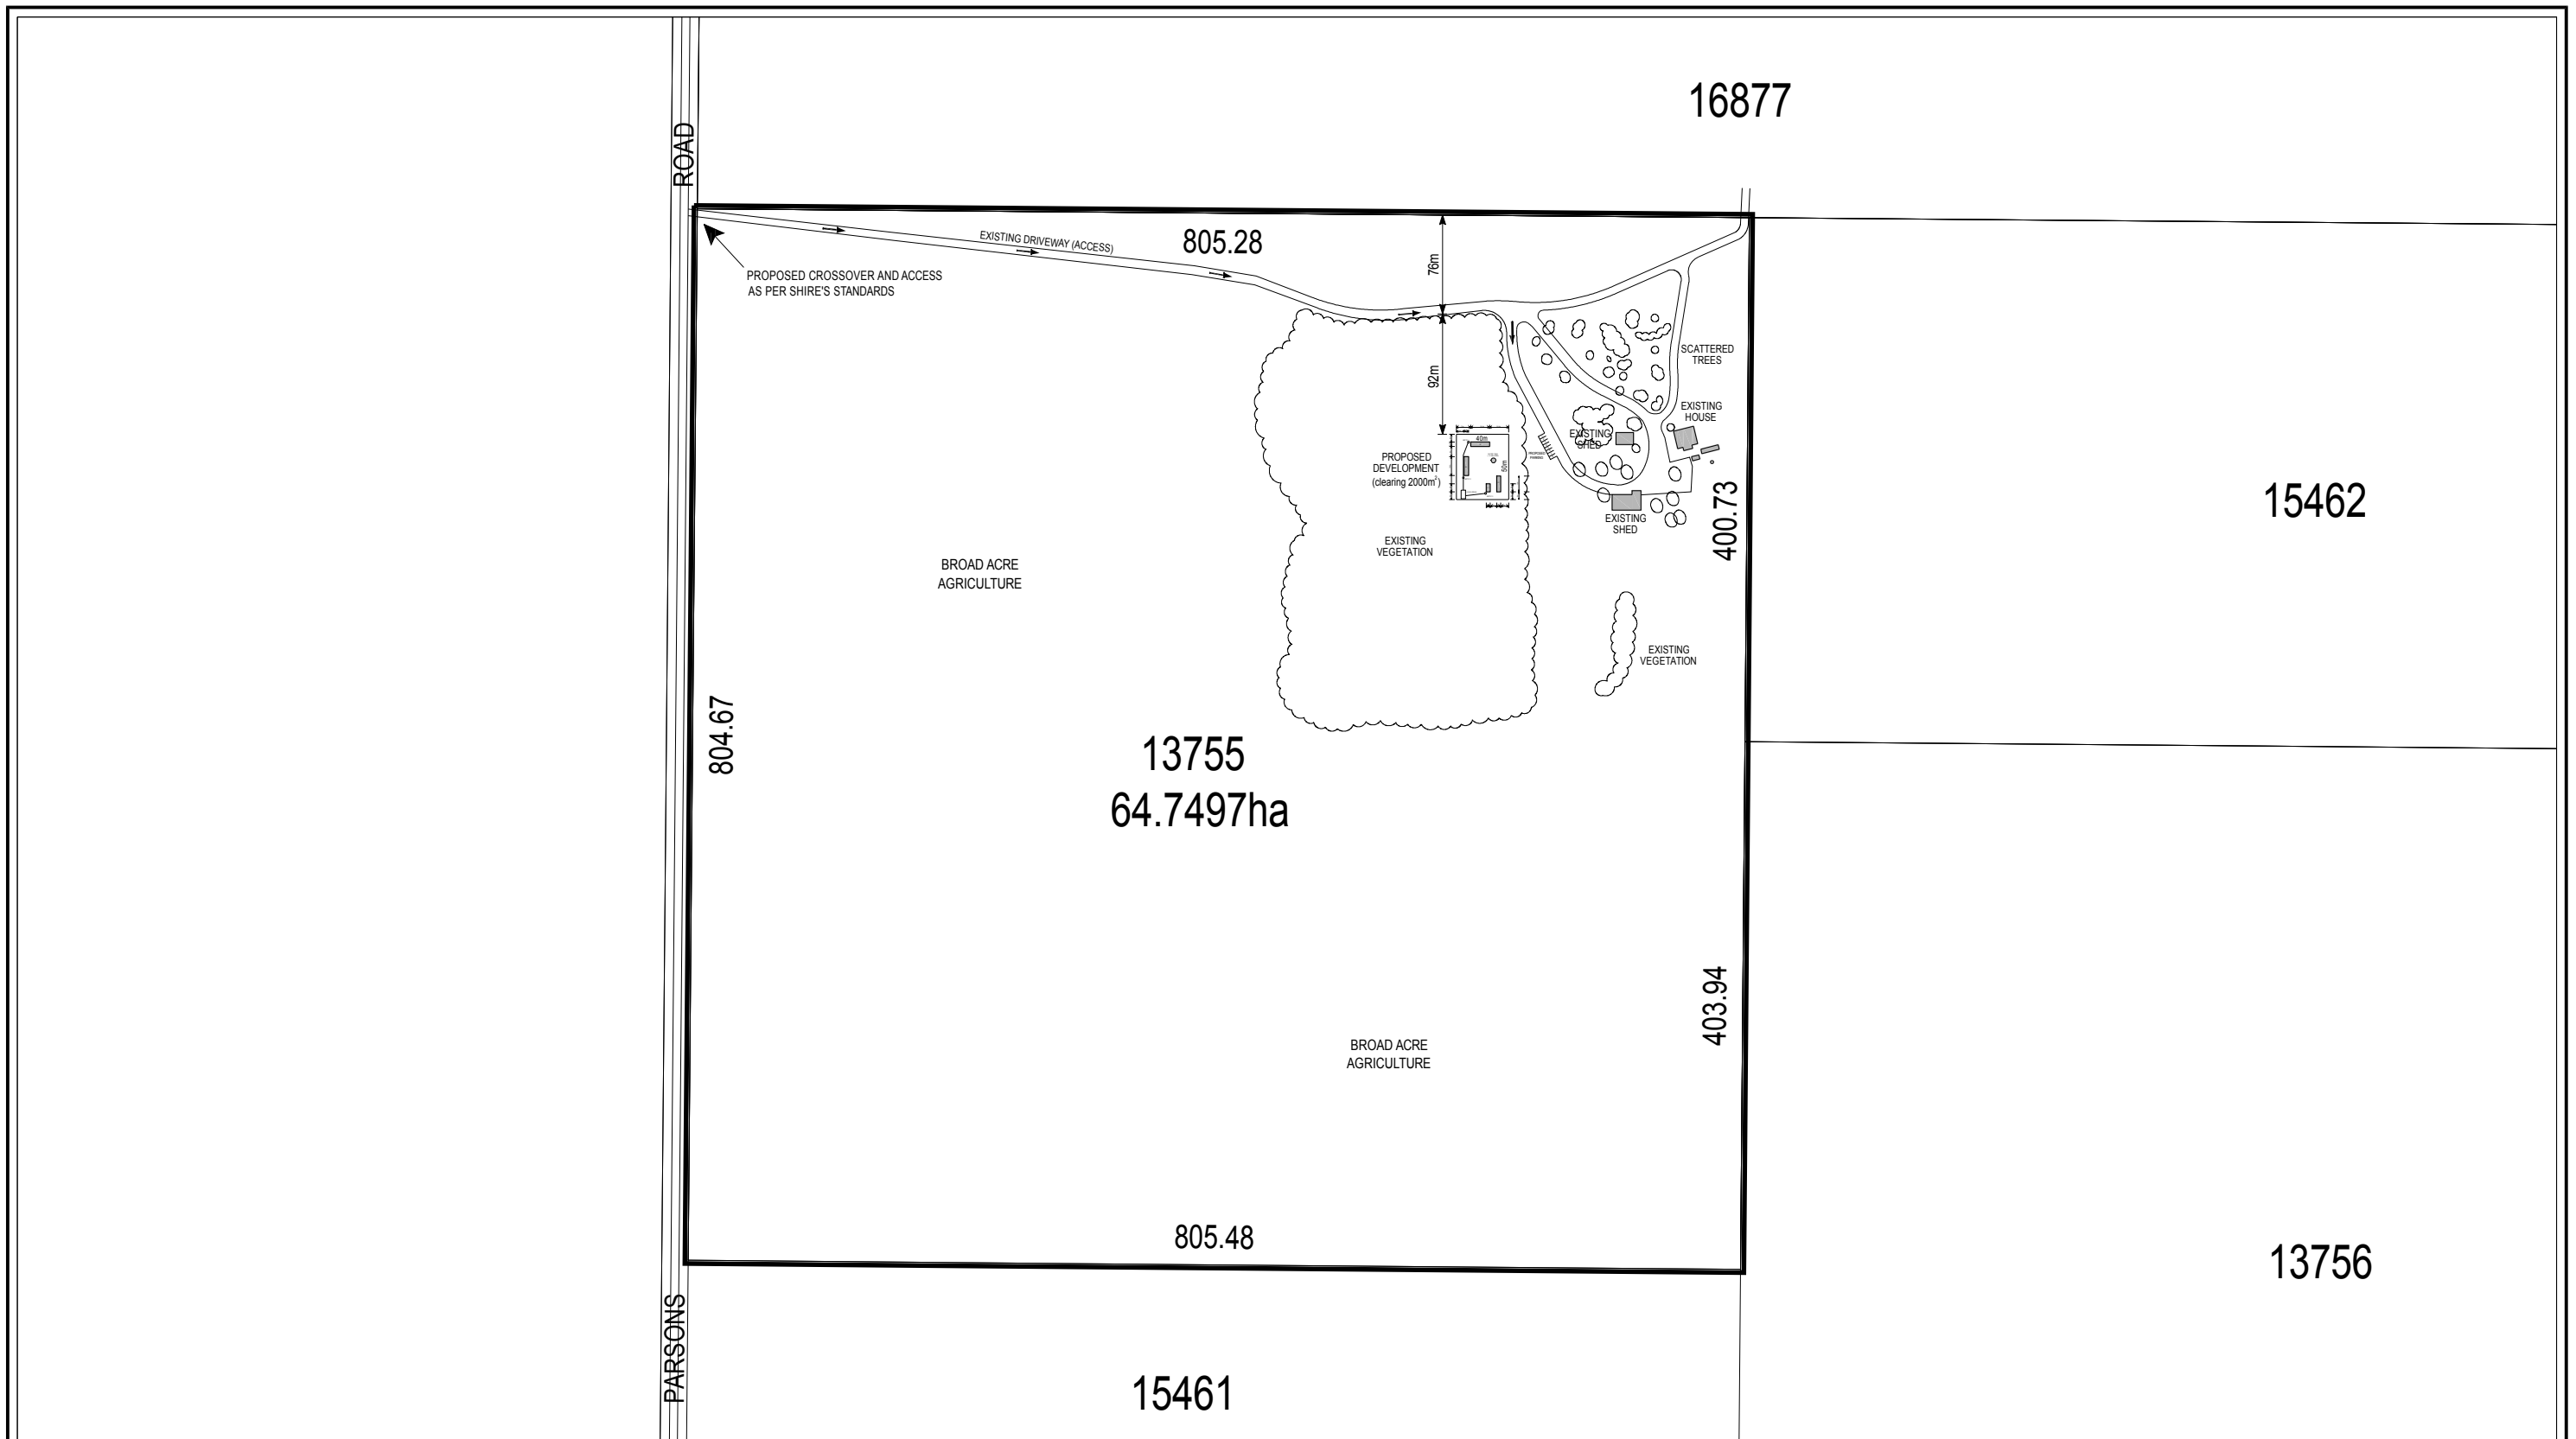 16877
ROAD
EXISTING DRIVEWAY (ACCESS)
805.28
76m
PROPOSED CROSSOVER AND ACCESS
AS PER SHIRE'S STANDARDS
92m
SCATTERED
TREES
EXISTING
HOUSE
EXISTING
SHED
40m
50m
PROPOSED
DEVELOPMENT
(clearing 2000m²)
PROPOSED
PARKING
EXISTING
SHED
400.73
15462
EXISTING
VEGETATION
BROAD ACRE
AGRICULTURE
EXISTING
VEGETATION
804.67
13755
64.7497ha
403.94
BROAD ACRE
AGRICULTURE
805.48
13756
PARSONS
15461